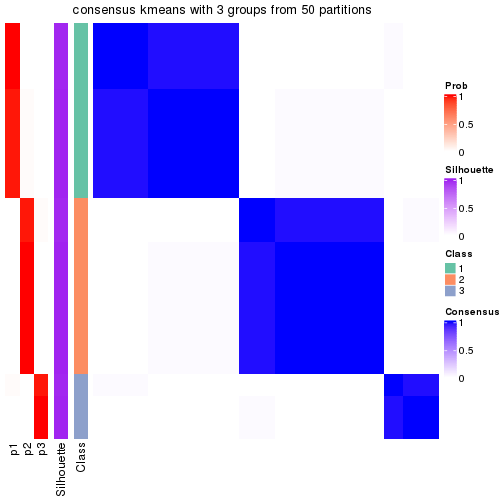 consensus kmeans with 3 groups from 50 partitions
Prob
1
0.5
0
Silhouette
1
0.5
0
Class
1
2
3
Consensus
1
0.5
0
p1
p2
p3
Silhouette
Class